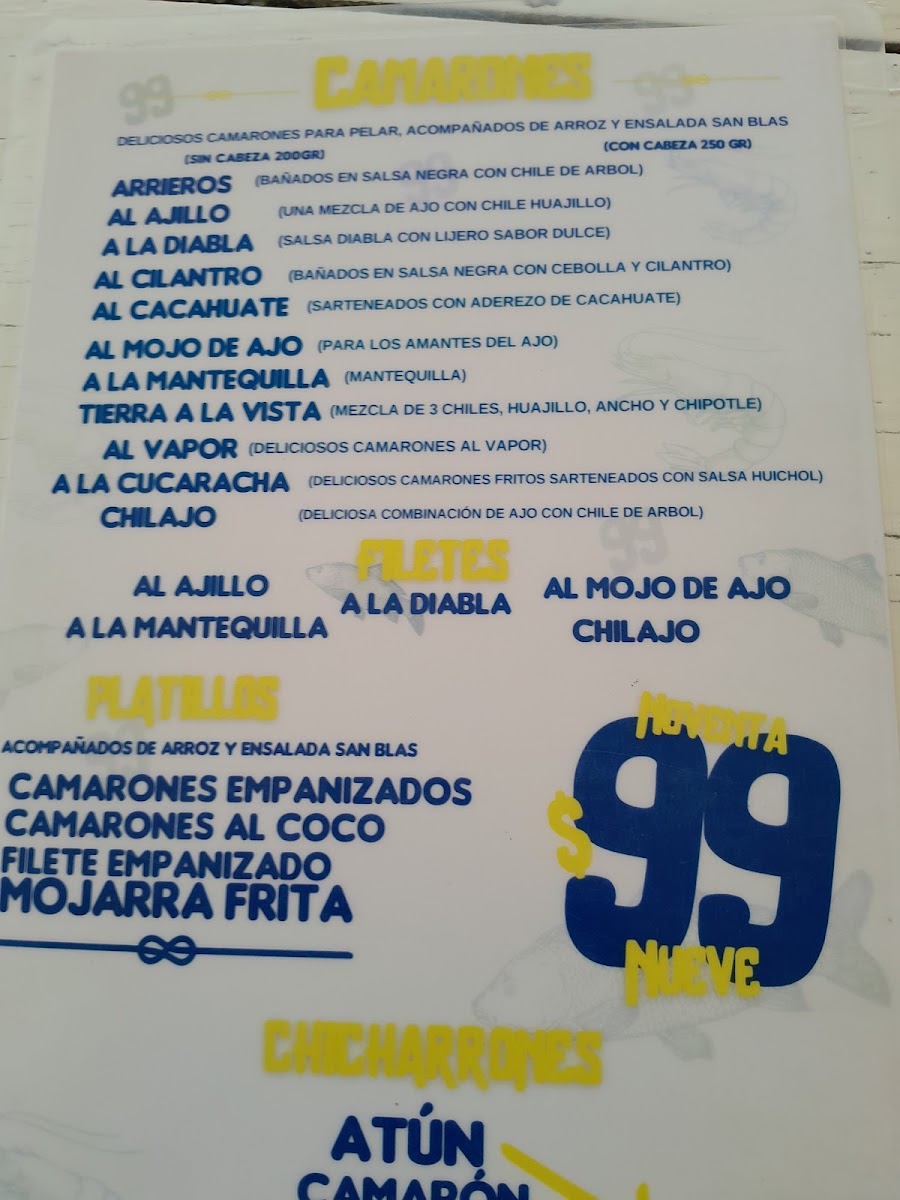 CAMARONES
99
99
DELICIOSOS CAMARONES PARA PELAR, ACOMPAÑADOS DE ARROZ Y ENSALADA SAN BLAS
(SIN CABEZA 200GR) (CON CABEZA 250 GR)
99
ARRIEROS (BAÑADOS EN SALSA NEGRA CON CHILE DE ARBOL)
AL AJILLO (UNA MEZCLA DE AJO CON CHILE HUAJILLO)
A LA DIABLA (SALSA DIABLA CON LIJERO SABOR DULCE)
AL CILANTRO (BAÑADOS EN SALSA NEGRA CON CEBOLLA Y CILANTRO)
AL CACAHUATE (SARTENEADOS CON ADEREZO DE CACAHUATE)
AL MOJO DE AJO (PARA LOS AMANTES DEL AJO)
A LA MANTEQUILLA (MANTEQUILLA)
TIERRA A LA VISTA (MEZCLA DE 3 CHILES, HUAJILLO, ANCHO Y CHIPOTLE)
AL VAPOR (DELICIOSOS CAMARONES AL VAPOR)
A LA CUCARACHA (DELICIOSOS CAMARONES FRITOS SARTENEADOS CON SALSA HUICHOL)
CHILAJO (DELICIOSA COMBINACIÓN DE AJO CON CHILE DE ARBOL)
99
FILETES
AL AJILLO A LA DIABLA AL MOJO DE AJO
A LA MANTEQUILLA CHILAJO
PLATILLOS
99
ACOMPAÑADOS DE ARROZ Y ENSALADA SAN BLAS
CAMARONES EMPANIZADOS
CAMARONES AL COCO
FILETE EMPANIZADO
MOJARRA FRITA
NOVENTA
$99
NUEVE
CHICHARRONES
ATÚN
CAMARÓN